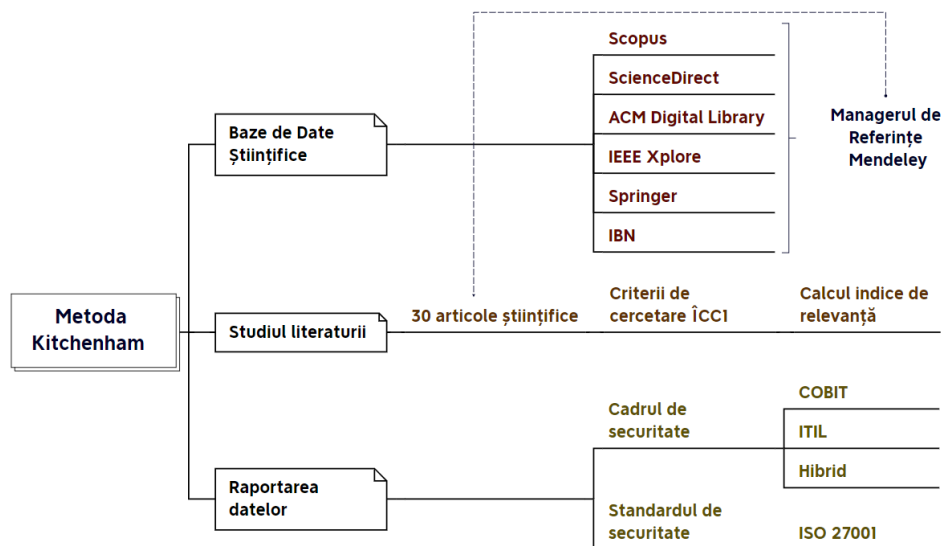 Metoda
Kitchenham
Baze de Date
Științifice
Scopus
ScienceDirect
ACM Digital Library
IEEE Xplore
Springer
IBN
Managerul de
Referințe
Mendeley
Studiul literaturii
30 articole științifice
Criterii de
cercetare ÎCC1
Calcul indice de
relevanță
Raportarea
datelor
Cadrul de
securitate
COBIT
ITIL
Hibrid
Standardul de
securitate
ISO 27001